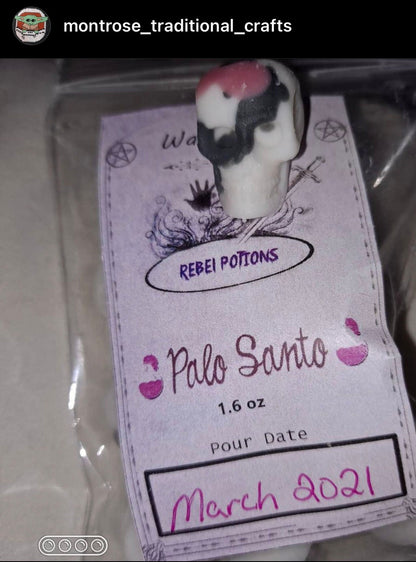 montrose_traditional_crafts
REBEL POTIONS
Palo Santo
1.6 oz
Pour Date
March 2021